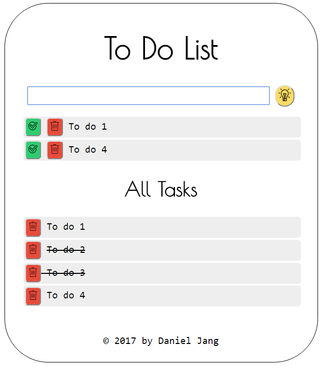 To Do List
To do 1
To do 4
All Tasks
To do 1
To do 2
To do 3
To do 4
© 2017 by Daniel Jang